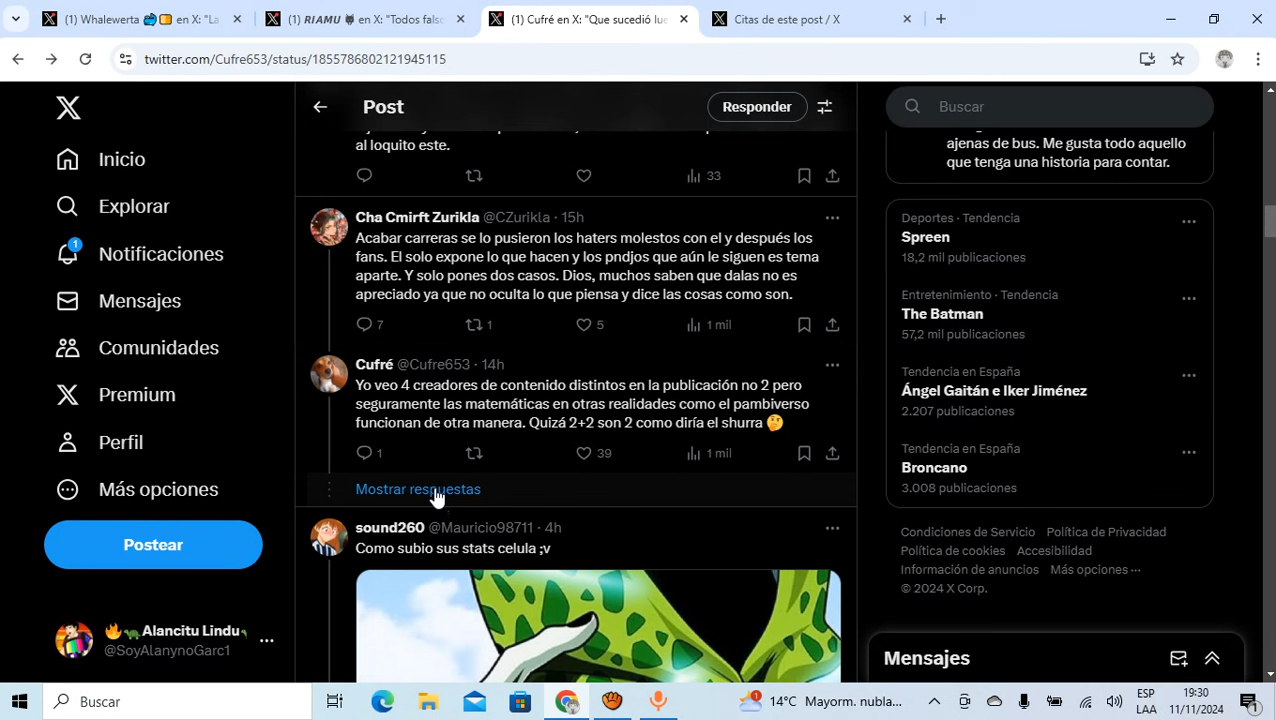 (1) Whalewerta en X: "La
(1) RIAMU en X: "Todos falso
(1) Cufré en X: "Que sucedió lue
Citas de este post / X
twitter.com/Cufre653/status/1855786802121945115
Post
Responder
Buscar
Inicio
Explorar
1
Notificaciones
Mensajes
Comunidades
Premium
Perfil
Más opciones
Postear
🔥🐢Alancitu Lindu
@SoyAlanynoGarc1
al loquito este.
33
Cha Cmirft Zurikla @CZurikla · 15h
Acabar carreras se lo pusieron los haters molestos con el y después los
fans. El solo expone lo que hacen y los pndjos que aún le siguen es tema
aparte. Y solo pones dos casos. Dios, muchos saben que dalas no es
apreciado ya que no oculta lo que piensa y dice las cosas como son.
7 1 5 1 mil
Cufré @Cufre653 · 14h
Yo veo 4 creadores de contenido distintos en la publicación no 2 pero
seguramente las matemáticas en otras realidades como el pambiverso
funcionan de otra manera. Quizá 2+2 son 2 como diría el shurra 🤔
1 39 1 mil
Mostrar respuestas
sound260 @Mauricio98711 · 4h
Como subio sus stats celula ;v
ajenas de bus. Me gusta todo aquello
que tenga una historia para contar.
Deportes · Tendencia
Spreen
18,2 mil publicaciones
Entretenimiento · Tendencia
The Batman
57,2 mil publicaciones
Tendencia en España
Ángel Gaitán e Iker Jiménez
2.207 publicaciones
Tendencia en España
Broncano
3.008 publicaciones
Condiciones de Servicio Política de Privacidad
Política de cookies Accesibilidad
Información de anuncios Más opciones ···
© 2024 X Corp.
Mensajes
Buscar
1
14°C Mayorm. nubla...
ESP
LAA
19:30
11/11/2024
1